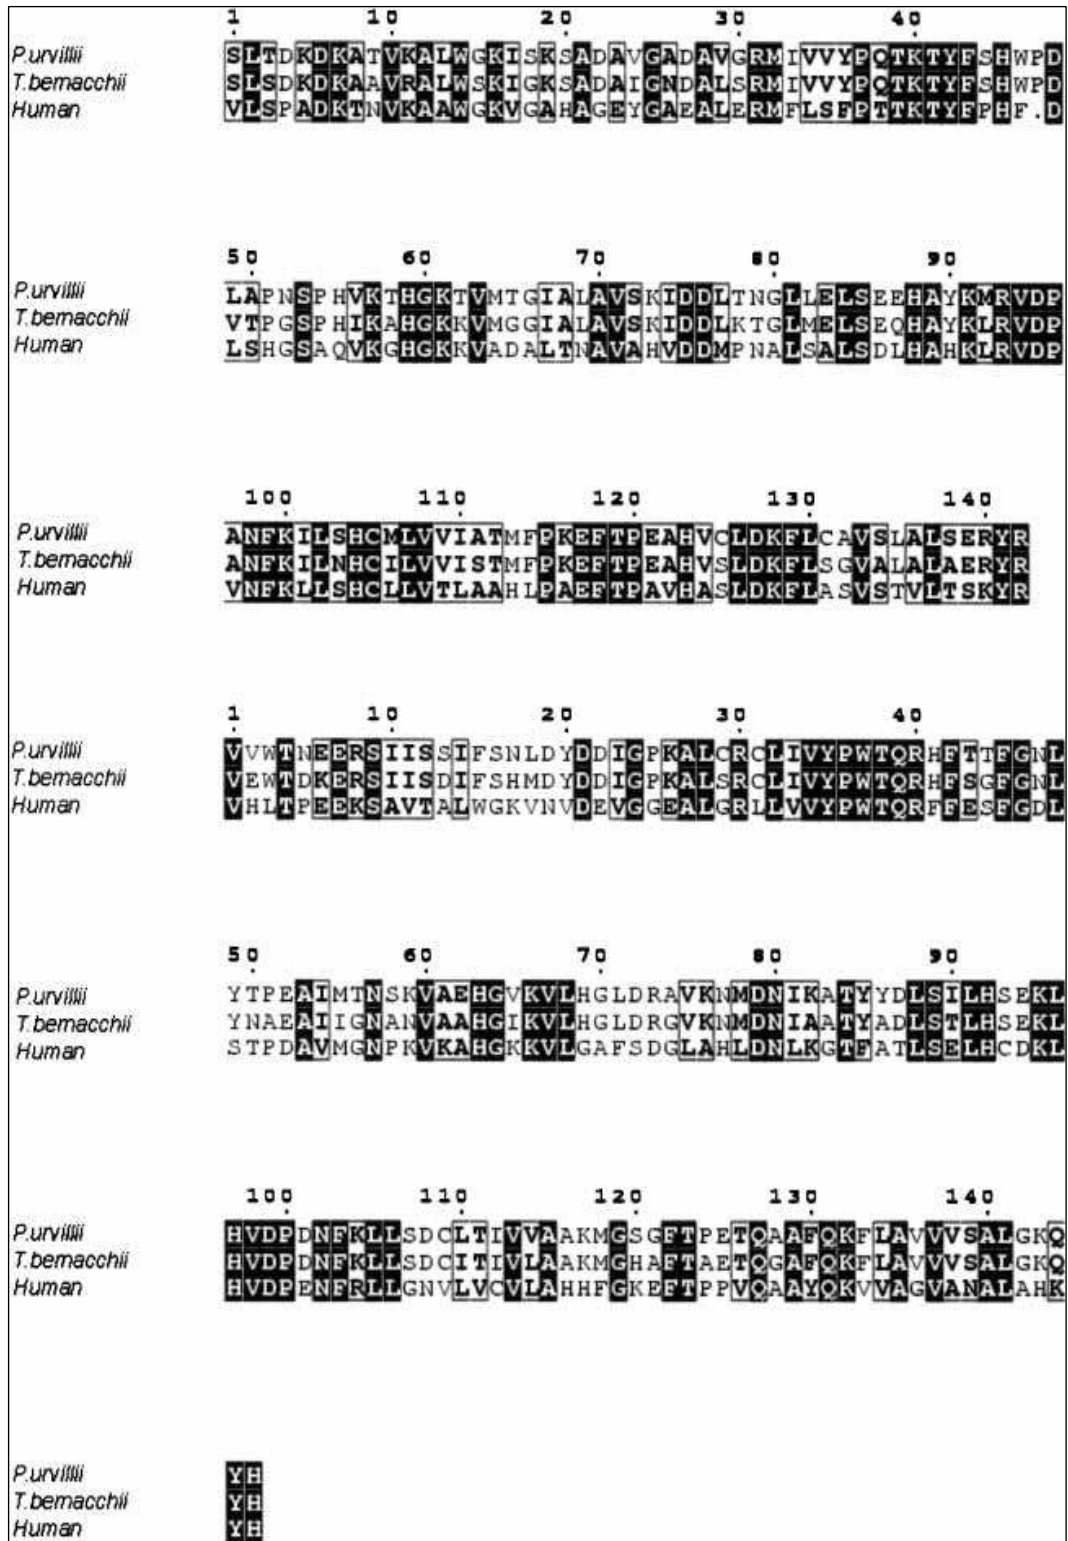 1 10 20 30 40
P.urvillii SLTDKDKATVKALWGKISKSADAVGADAVGRMIVVYPQTKTYFSHWPD
T.bernacchii SLSDKDKAAVRALWSKIGKSADAIGNDALSRMIVVYPQTKTYFSHWPD
Human VLSPADKTNVKAAWGKVGAHAGEYGAEALERMFLSFPTTKTYFPHF.D
50 60 70 80 90
P.urvillii LAPNSPHVKTHGKTVMTGIALAVSKIDDLTNGLLELSEEHAYKMRVDP
T.bernacchii VTPGSPHIKAHGKKVMGGIALAVSKIDDLKTGLMELSEQHAYKLRVDP
Human LSHGSAQVKGHGKKVADALTNAVAHVDDMPNALSALSDLHAHKLRVDP
100 110 120 130 140
P.urvillii ANFKILSHCMLVVIATMFPKEFTPEAHVCLDKFLCAVSLALSERYR
T.bernacchii ANFKILNHCILVVISTMFPKEFTPEAHVSLDKFLSGVALALAERYR
Human VNFKLLSHCLLVTLAAHLPAEFTPAVHASLDKFLASVSTVLTSKYR
1 10 20 30 40
P.urvillii VVWTNEERSIISSIFSNLDYDDIGPKALCRCLIVYPWTQRHFTTFGNL
T.bernacchii VEWTDKERSIISDIFSHMDYDDIGPKALSRCLIVYPWTQRHFSGFGNL
Human VHLTPEEKSAVTALWGKVNVDEVGGEALGRLLVVYPWTQRFFESFGDL
50 60 70 80 90
P.urvillii YTPEAIMTNSKVAEHGVKVLHGLDRAVKNMDNIKATYYDLSILHSEKL
T.bernacchii YNAEAIIGNANVAAHGIKVLHGLDRGVKNMDNIAATYADLSTLHSEKL
Human STPDAVMGNPKVKAHGKKVLGAFSDGLAHLDNLKGTFATLSELHCDKL
100 110 120 130 140
P.urvillii HVDPDNFKLLSDCLTIVVAAKMGSGFTPETQAAFQKFLAVVVSALGKQ
T.bernacchii HVDPDNFKLLSDCITIVLAAKMGHAFTAETQGAFQKFLAVVVSALGKQ
Human HVDPENFRLLGNVLVCVLAHHFGKEFTPPVQAAYQKVVAGVANALAHK
P.urvillii YH
T.bernacchii YH
Human YH